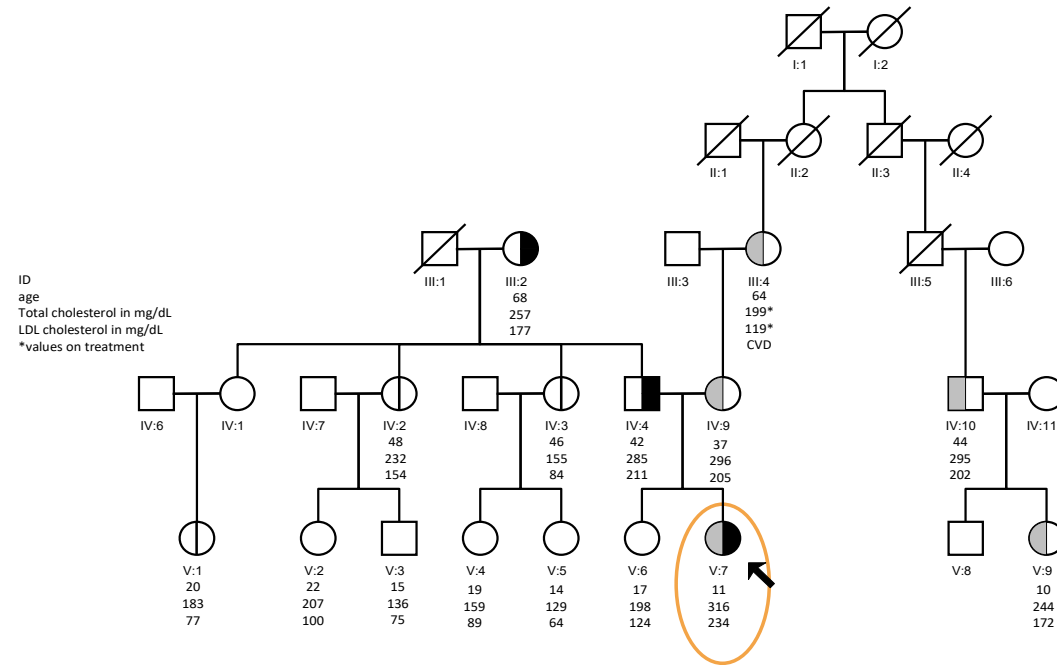 I:1 I:2
II:1 II:2 II:3 II:4
ID
age
Total cholesterol in mg/dL
LDL cholesterol in mg/dL
*values on treatment
III:1 III:2 III:3 III:4 III:5 III:6
68 64
257 199*
177 119*
CVD
IV:6 IV:1 IV:7 IV:2 IV:8 IV:3 IV:4 IV:9 IV:10 IV:11
48 46 42 37 44
232 155 285 296 295
154 84 211 205 202
V:1 V:2 V:3 V:4 V:5 V:6 V:7 V:8 V:9
20 22 15 19 14 17 11 10
183 207 136 159 129 198 316 244
77 100 75 89 64 124 234 172